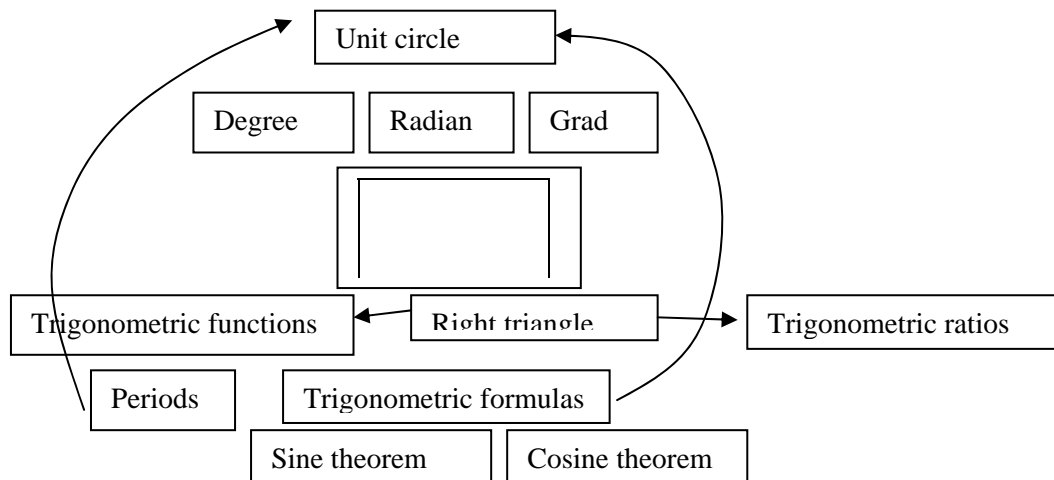 Unit circle
Degree
Radian
Grad
Trigonometric functions
Right triangle
Trigonometric ratios
Periods
Trigonometric formulas
Sine theorem
Cosine theorem